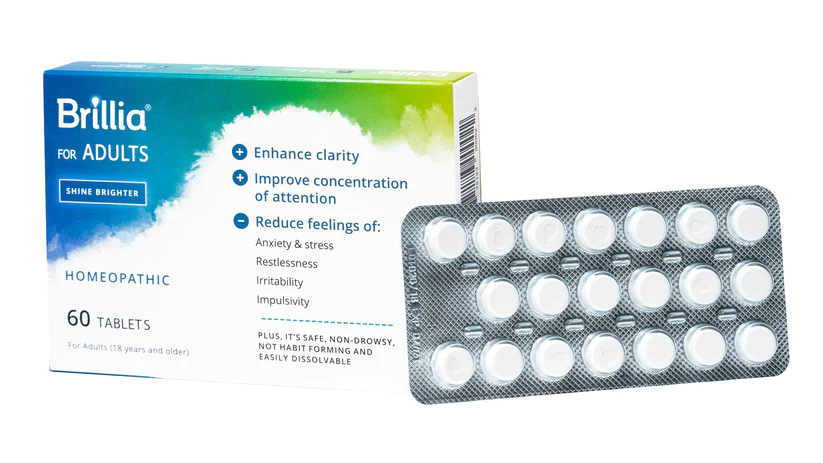 Brillia®
FOR ADULTS
SHINE BRIGHTER
HOMEOPATHIC
60 TABLETS
For Adults (18 years and older)
+ Enhance clarity
+ Improve concentration
of attention
− Reduce feelings of:
Anxiety & stress
Restlessness
Irritability
Impulsivity
PLUS, IT'S SAFE, NON-DROWSY,
NOT HABIT FORMING AND
EASILY DISSOLVABLE